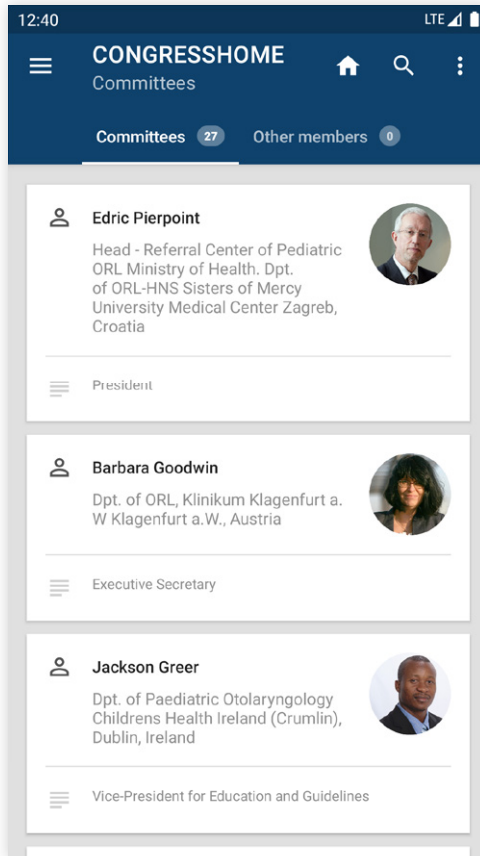 12:40 LTE
CONGRESSHOME
Committees
Committees 27 Other members 0
Edric Pierpoint
Head - Referral Center of Pediatric
ORL Ministry of Health. Dpt.
of ORL-HNS Sisters of Mercy
University Medical Center Zagreb,
Croatia
President
Barbara Goodwin
Dpt. of ORL, Klinikum Klagenfurt a.
W Klagenfurt a.W., Austria
Executive Secretary
Jackson Greer
Dpt. of Paediatric Otolaryngology
Childrens Health Ireland (Crumlin),
Dublin, Ireland
Vice-President for Education and Guidelines